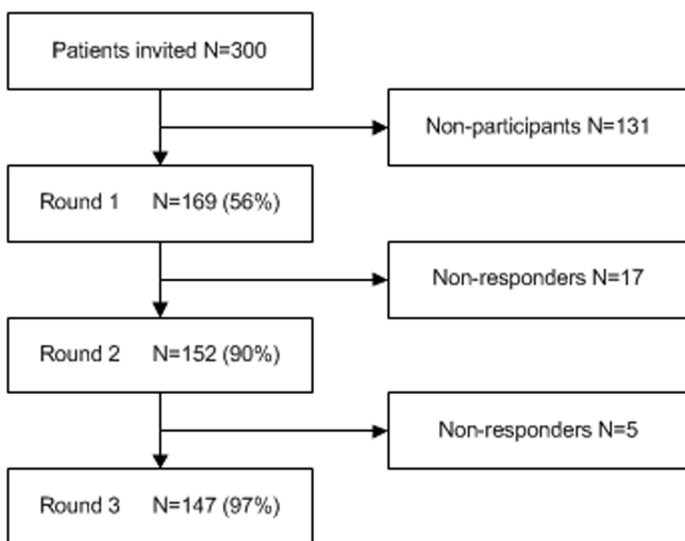 Patients invited N=300
Non-participants N=131
Round 1 N=169 (56%)
Non-responders N=17
Round 2 N=152 (90%)
Non-responders N=5
Round 3 N=147 (97%)